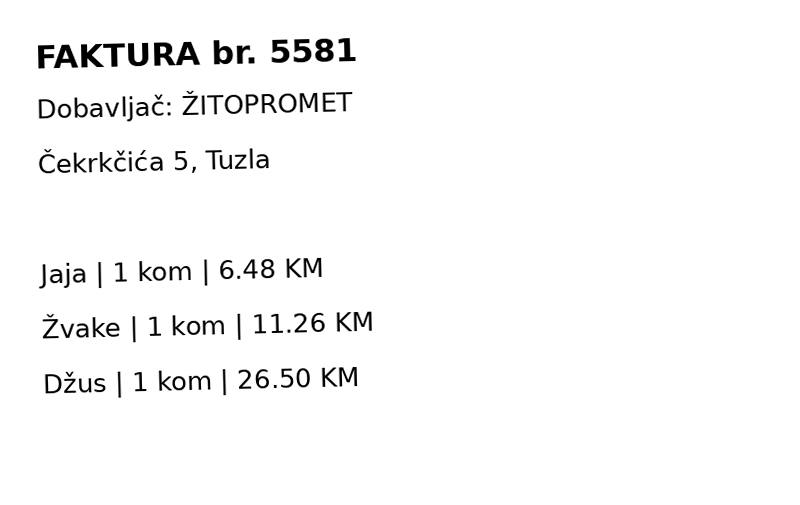 FAKTURA br. 5581
Dobavljač: ŽITOPROMET
Čekrkčića 5, Tuzla
Jaja | 1 kom | 6.48 KM
Žvake | 1 kom | 11.26 KM
Džus | 1 kom | 26.50 KM